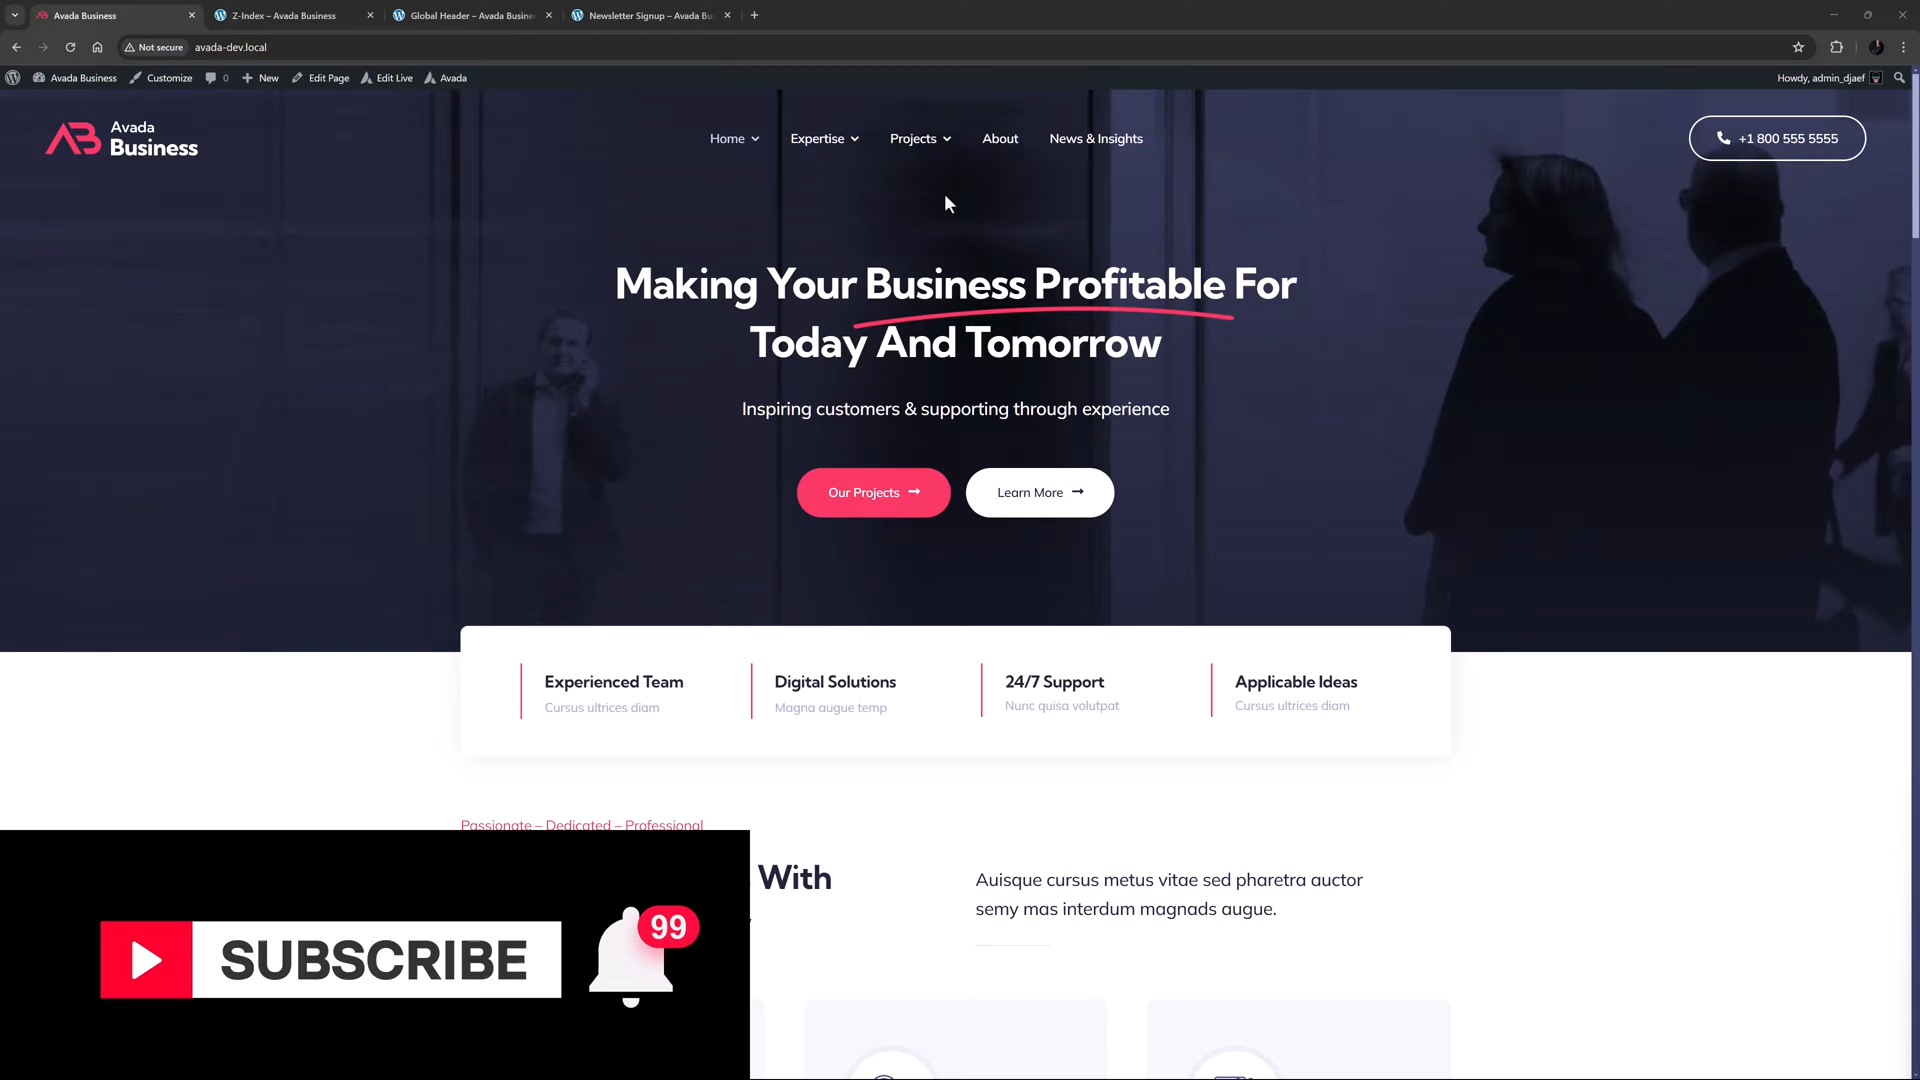 Avada Business
Z-Index – Avada Business
Global Header – Avada Busine
Newsletter Signup – Avada Bu
Not secure
avada-dev.local
Avada Business
Customize
0
New
Edit Page
Edit Live
Avada
Howdy, admin_djaef
Avada
Business
Home
Expertise
Projects
About
News & Insights
+1 800 555 5555
Making Your Business Profitable For
Today And Tomorrow
Inspiring customers & supporting through experience
Our Projects
Learn More
Experienced Team
Cursus ultrices diam
Digital Solutions
Magna augue temp
24/7 Support
Nunc quisa volutpat
Applicable Ideas
Cursus ultrices diam
Passionate – Dedicated – Professional
With
Auisque cursus metus vitae sed pharetra auctor
semy mas interdum magnads augue.
SUBSCRIBE
99